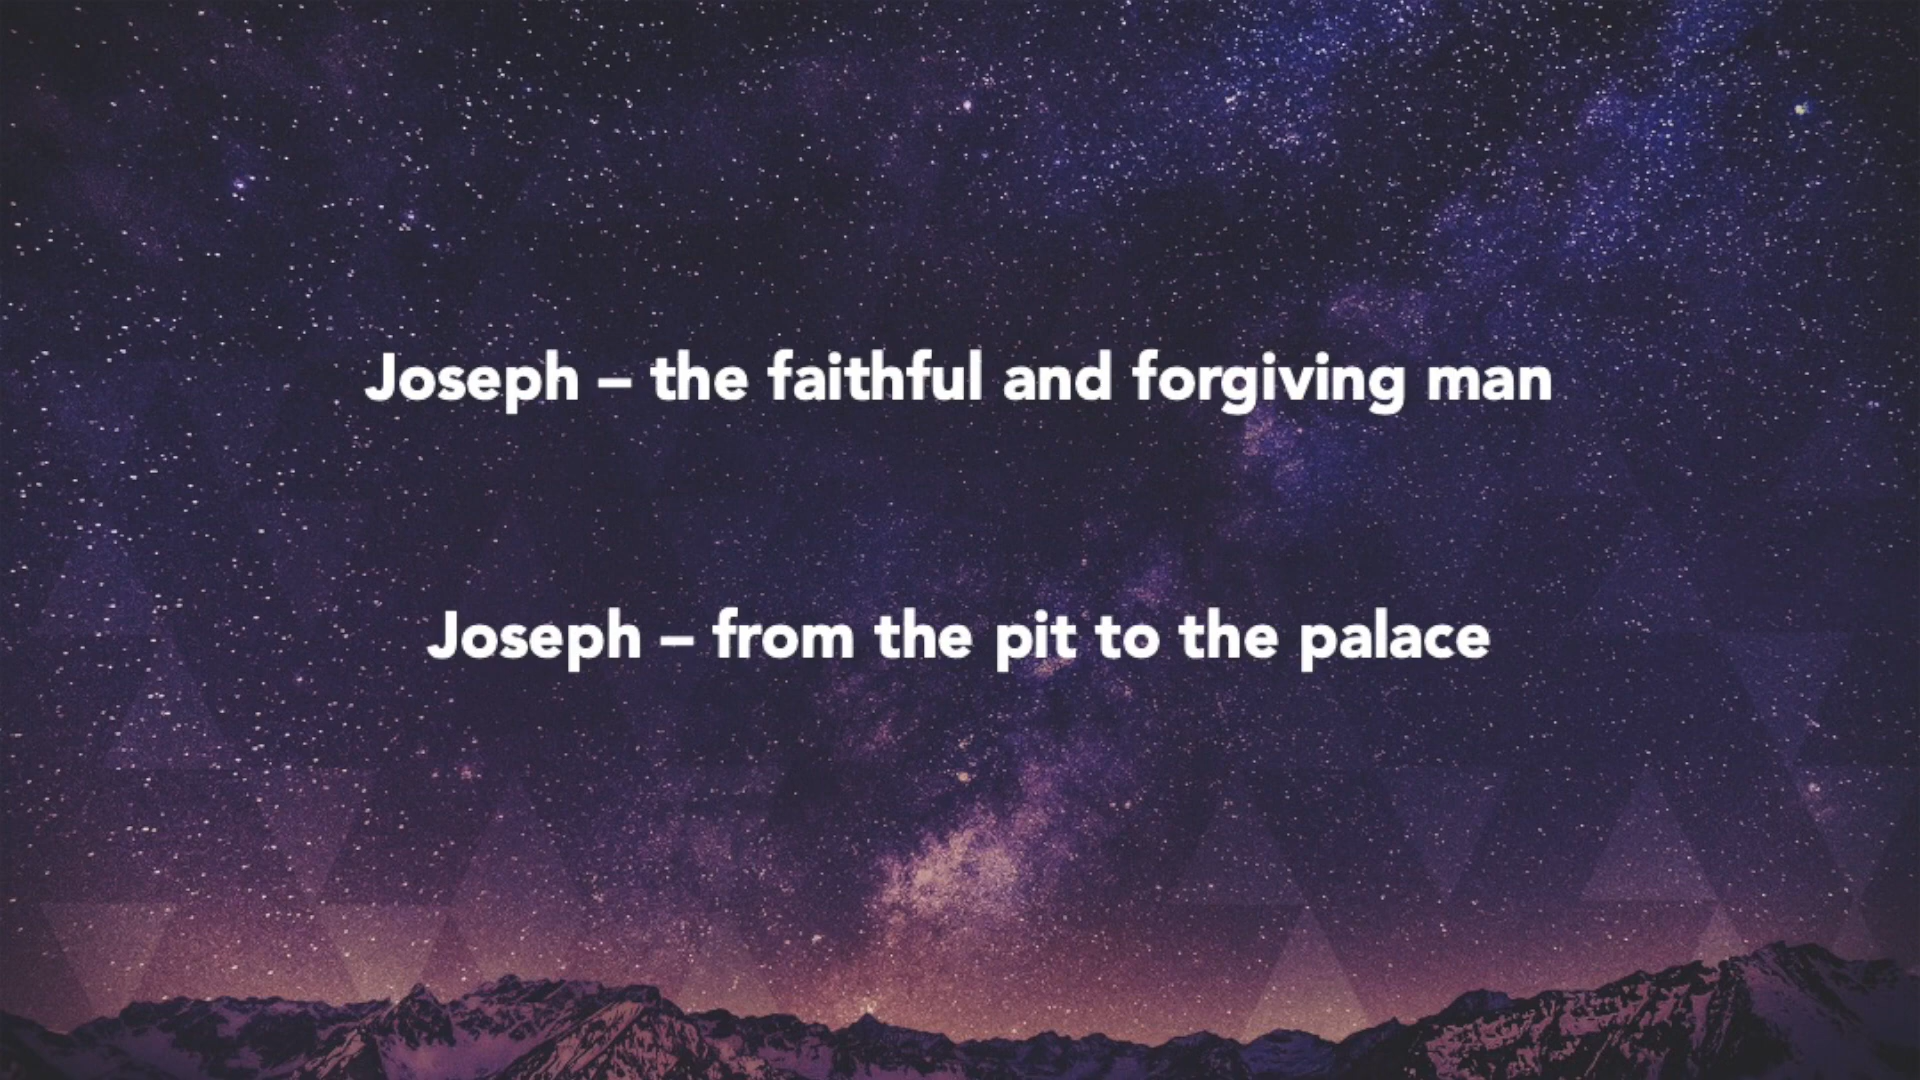 Joseph – the faithful and forgiving man
Joseph – from the pit to the palace